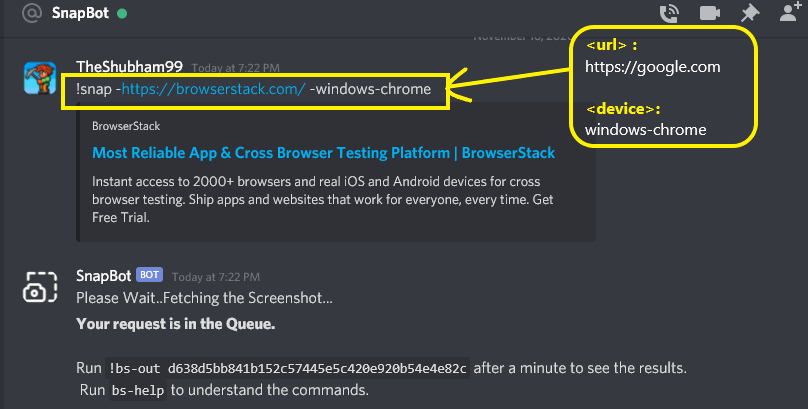 @ SnapBot
TheShubham99 Today at 7:22 PM
!snap -https://browserstack.com/ -windows-chrome
<url> :
https://google.com
<device>:
windows-chrome
BrowserStack
Most Reliable App & Cross Browser Testing Platform | BrowserStack
Instant access to 2000+ browsers and real iOS and Android devices for cross
browser testing. Ship apps and websites that work for everyone, every time. Get
Free Trial.
SnapBot BOT Today at 7:22 PM
Please Wait..Fetching the Screenshot...
Your request is in the Queue.
Run !bs-out d638d5bb841b152c57445e5c420e920b54e4e82c after a minute to see the results.
Run bs-help to understand the commands.